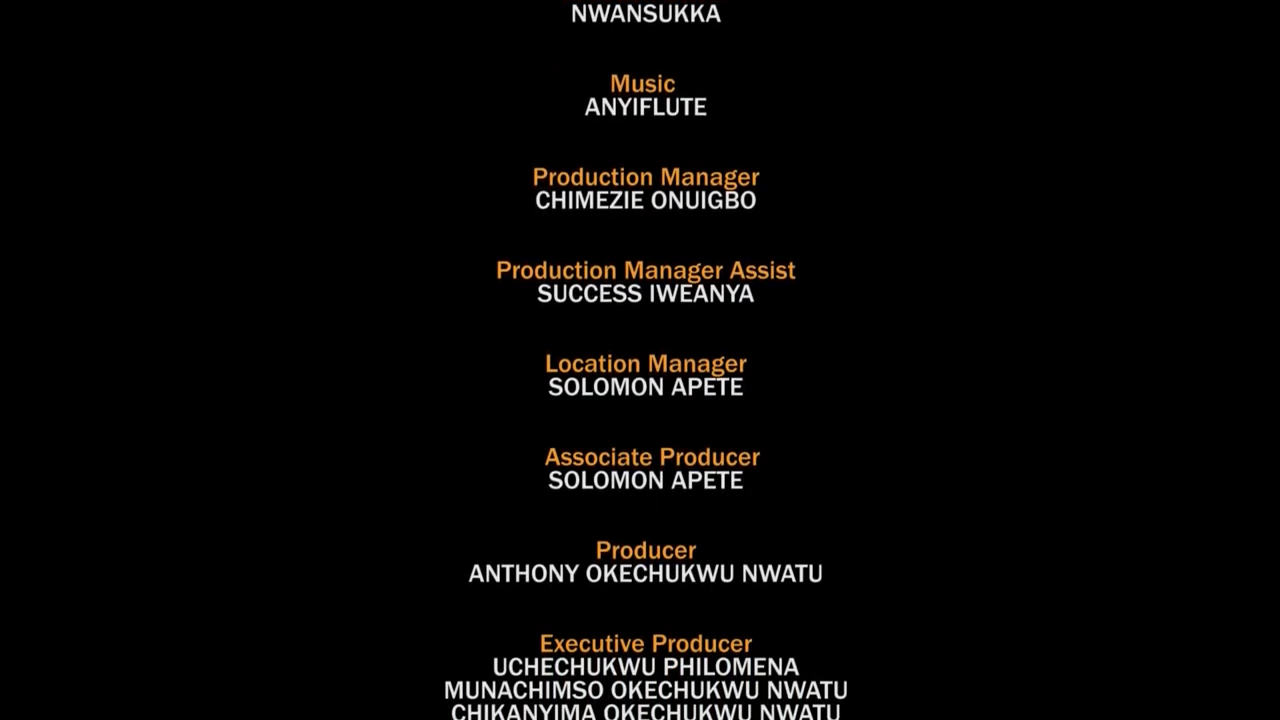 NWANSUKKA
Music
ANYIFLUTE
Production Manager
CHIMEZIE ONUIGBO
Production Manager Assist
SUCCESS IWEANYA
Location Manager
SOLOMON APETE
Associate Producer
SOLOMON APETE
Producer
ANTHONY OKECHUKWU NWATU
Executive Producer
UCHECHUKWU PHILOMENA
MUNACHIMSO OKECHUKWU NWATU
CHIKANYIMA OKECHUKWU NWATU